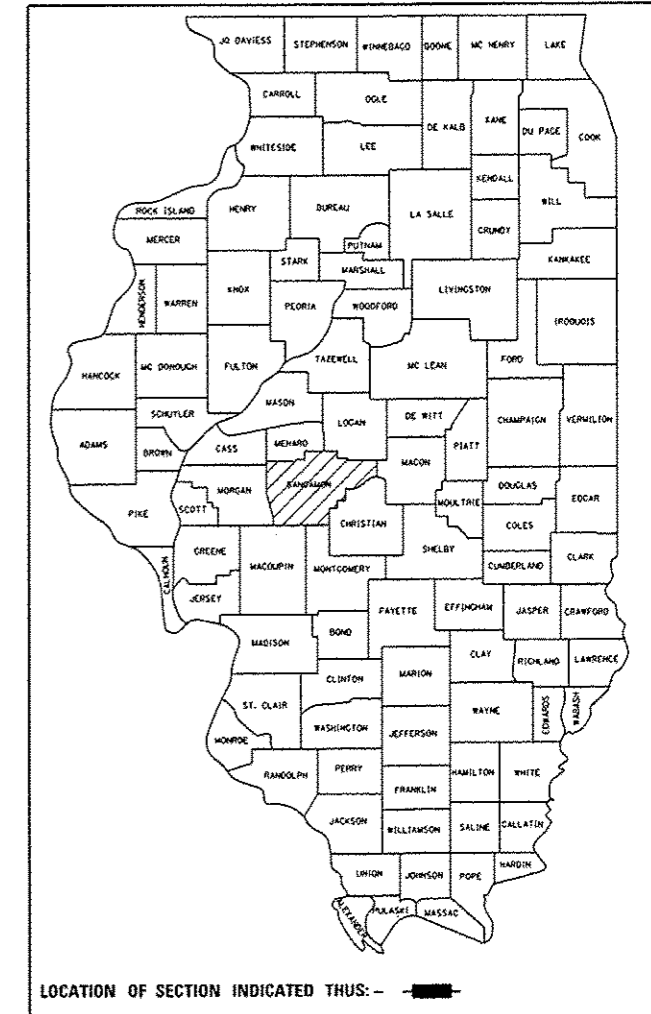 JO DAVIESS STEPHENSON WINNEBAGO BOONE MC HENRY LAKE
CARROLL OGLE DE KALB KANE DU PAGE COOK
WHITESIDE LEE KENDALL WILL
ROCK ISLAND HENRY BUREAU LA SALLE GRUNDY
MERCER STARK PUTNAM MARSHALL KANKAKEE
HENDERSON WARREN KNOX PEORIA WOODFORD LIVINGSTON IROQUOIS
HANCOCK MC DONOUGH FULTON TAZEWELL MC LEAN FORD
SCHUYLER MASON LOGAN DE WITT CHAMPAIGN VERMILION
ADAMS BROWN CASS MENARD PIATT
PIKE SCOTT MORGAN SANGAMON MACON MOULTRIE DOUGLAS EDGAR
CHRISTIAN COLES
CALHOUN GREENE MACOUPIN MONTGOMERY SHELBY CUMBERLAND CLARK
JERSEY FAYETTE EFFINGHAM JASPER CRAWFORD
MADISON BOND CLAY RICHLAND LAWRENCE
ST. CLAIR CLINTON MARION WAYNE EDWARDS WABASH
MONROE WASHINGTON JEFFERSON
RANDOLPH PERRY FRANKLIN HAMILTON WHITE
JACKSON WILLIAMSON SALINE GALLATIN
UNION JOHNSON POPE HARDIN
ALEXANDER PULASKI MASSAC
LOCATION OF SECTION INDICATED THUS: -